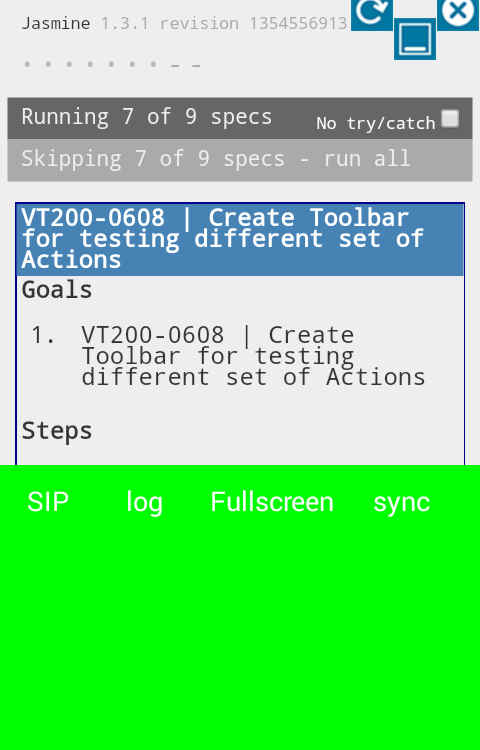 Jasmine 1.3.1 revision 1354556913
Running 7 of 9 specs
No try/catch
Skipping 7 of 9 specs - run all
VT200-0608 | Create Toolbar
for testing different set of
Actions
Goals
1. VT200-0608 | Create
Toolbar for testing
different set of Actions
Steps
SIP log Fullscreen sync